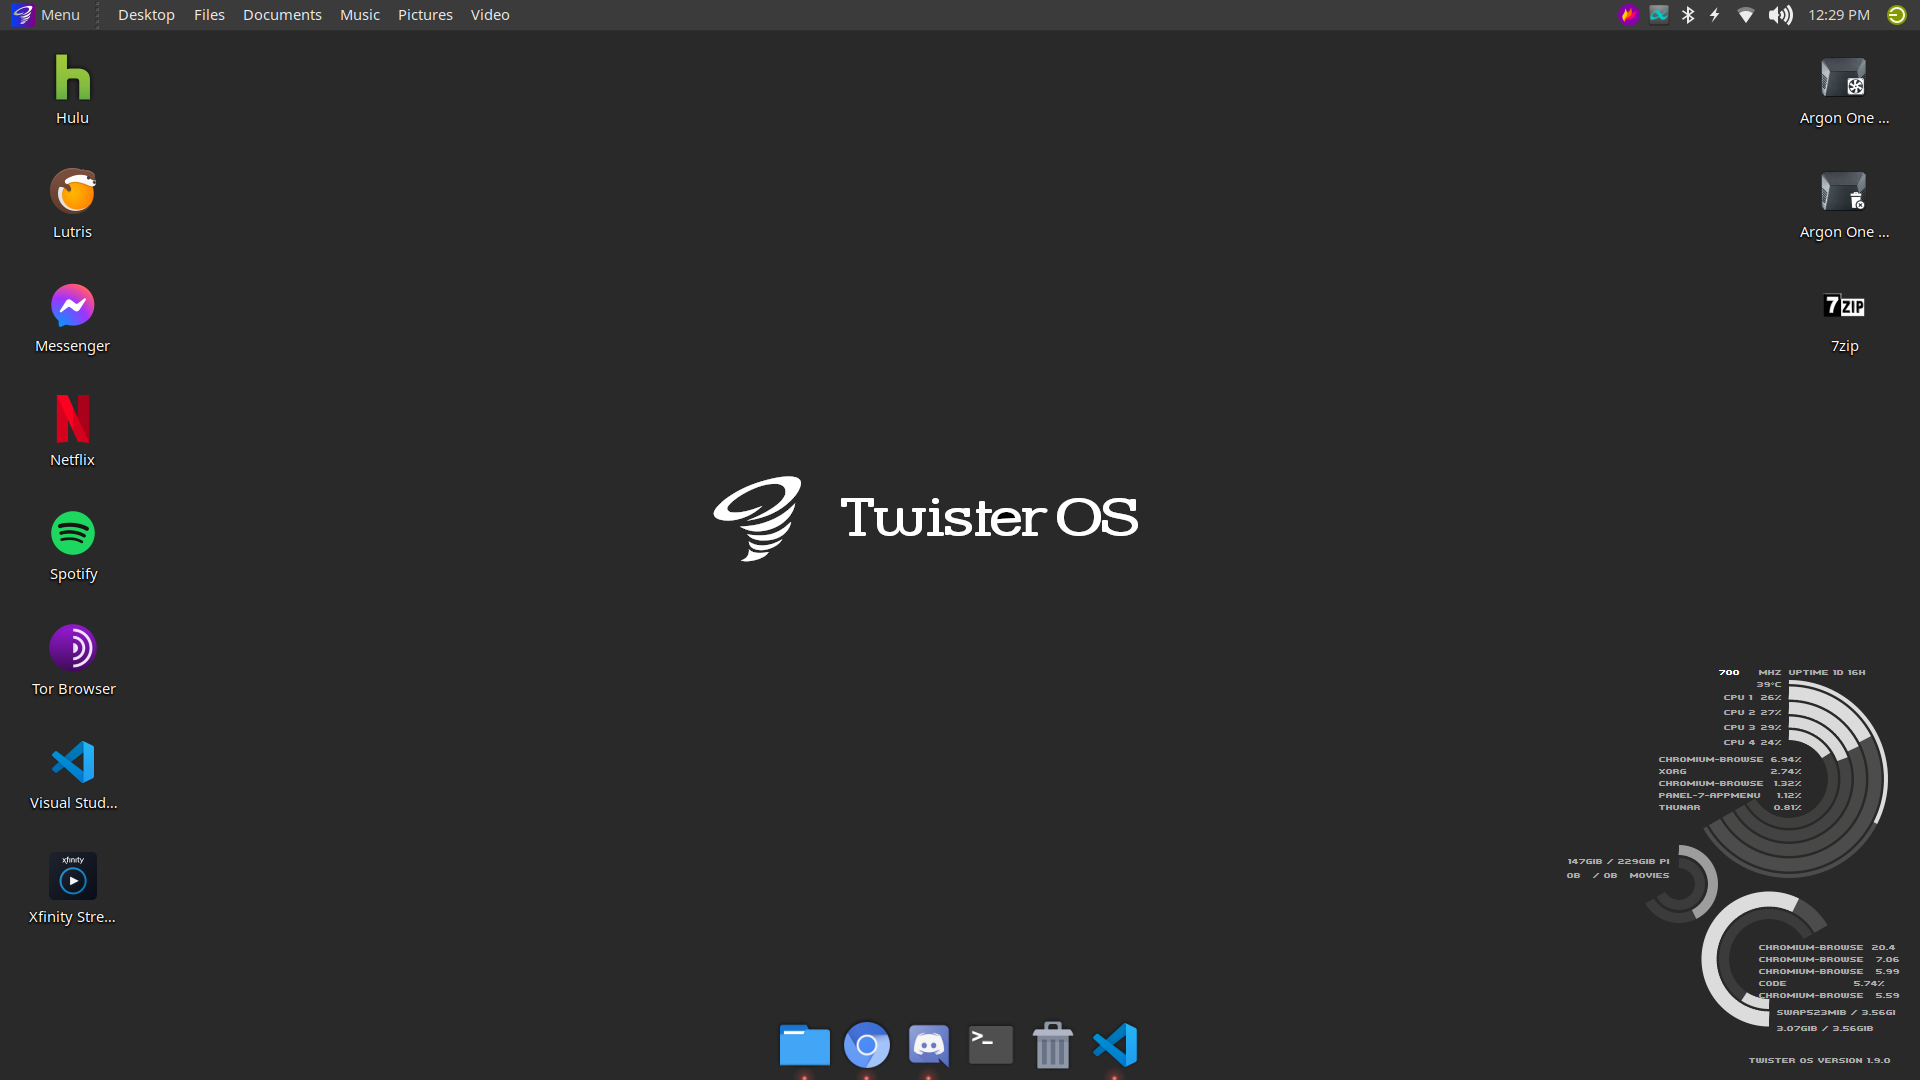 Menu Desktop Files Documents Music Pictures Video 12:29 PM
Hulu
Lutris
Messenger
Netflix
Spotify
Tor Browser
Visual Stud...
xfinity
Xfinity Stre...
Twister OS
Argon One ...
Argon One ...
7 ZIP
7zip
700 MHZ UPTIME 1D 16H
39°C
CPU 1 26%
CPU 2 27%
CPU 3 29%
CPU 4 24%
CHROMIUM-BROWSE 6.94%
XORG 2.74%
CHROMIUM-BROWSE 1.32%
PANEL-7-APPMENU 1.12%
THUNAR 0.81%
147GIB / 229GIB PI
0B / 0B MOVIES
CHROMIUM-BROWSE 20.4
CHROMIUM-BROWSE 7.06
CHROMIUM-BROWSE 5.99
CODE 5.74%
CHROMIUM-BROWSE 5.59
SWAP523MIB / 3.56GI
3.07GIB / 3.56GIB
TWISTER OS VERSION 1.9.0